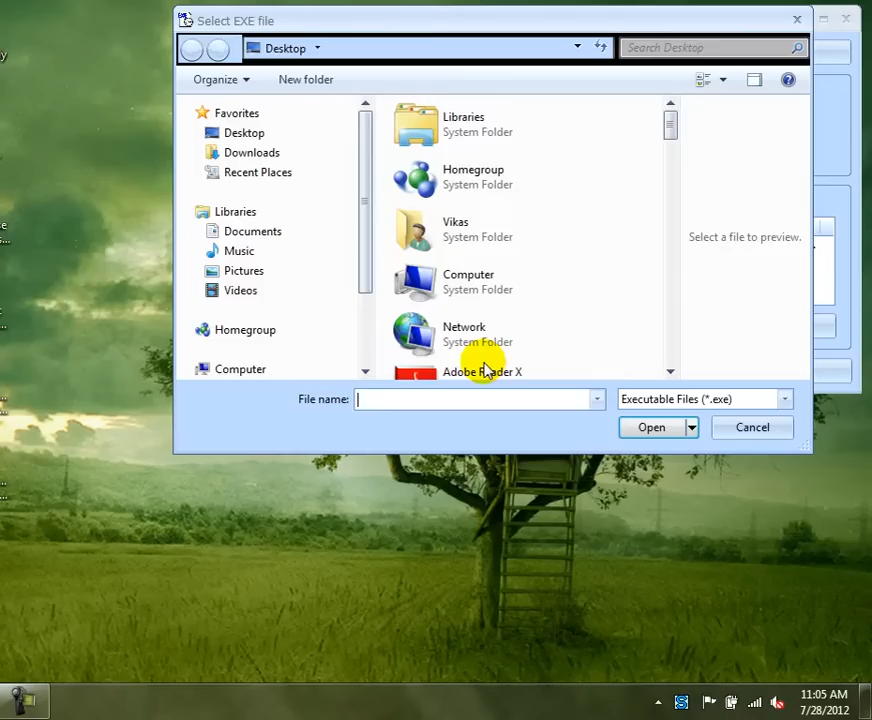 Select EXE file
Desktop
Search Desktop
Organize
New folder
Favorites
Desktop
Downloads
Recent Places
Libraries
Documents
Music
Pictures
Videos
Homegroup
Computer
Libraries
System Folder
Homegroup
System Folder
Vikas
System Folder
Computer
System Folder
Network
System Folder
Adobe Reader X
Select a file to preview.
File name:
Executable Files (*.exe)
Open
Cancel
11:05 AM
7/28/2012